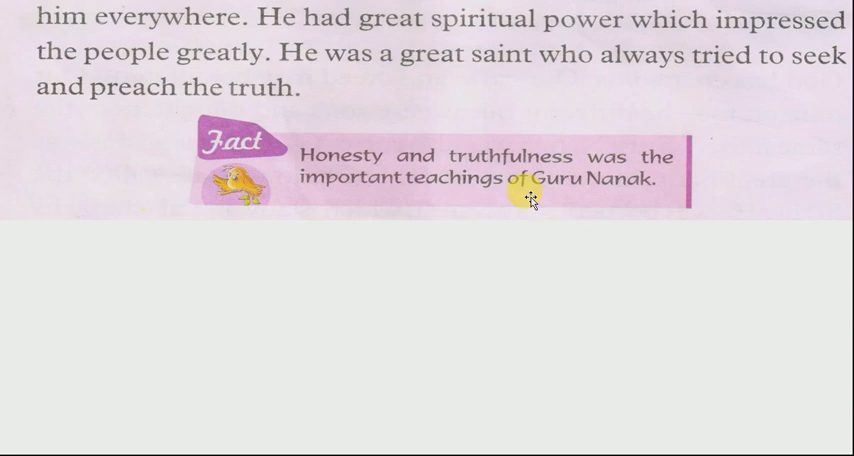 him everywhere. He had great spiritual power which impressed
the people greatly. He was a great saint who always tried to seek
and preach the truth.
Fact
Honesty and truthfulness was the
important teachings of Guru Nanak.